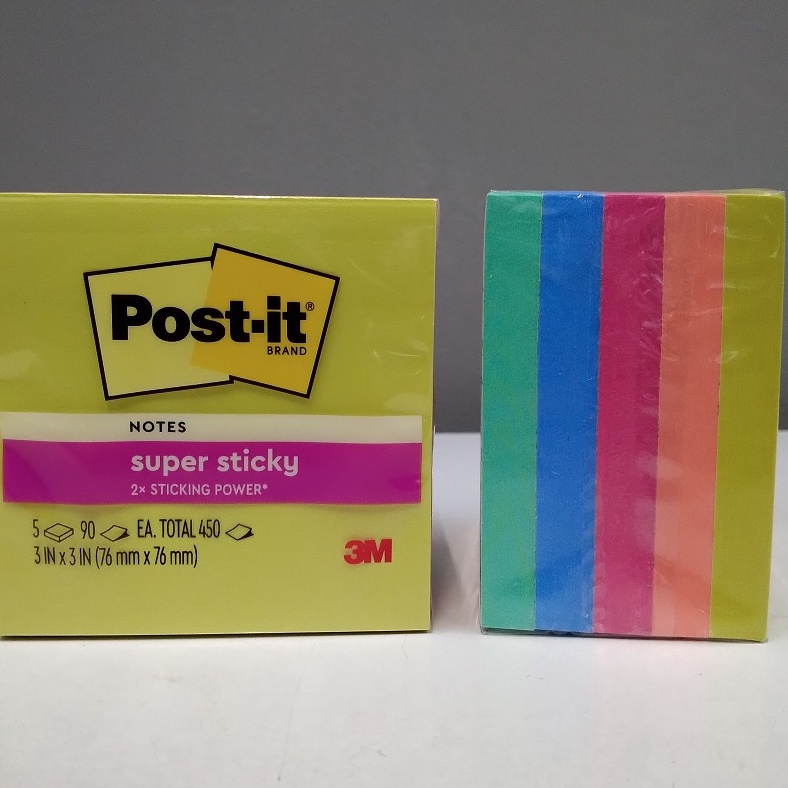 Post-it®
BRAND
NOTES
super sticky
2× STICKING POWER*
5 90 EA. TOTAL 450
3 IN x 3 IN (76 mm x 76 mm)
3M